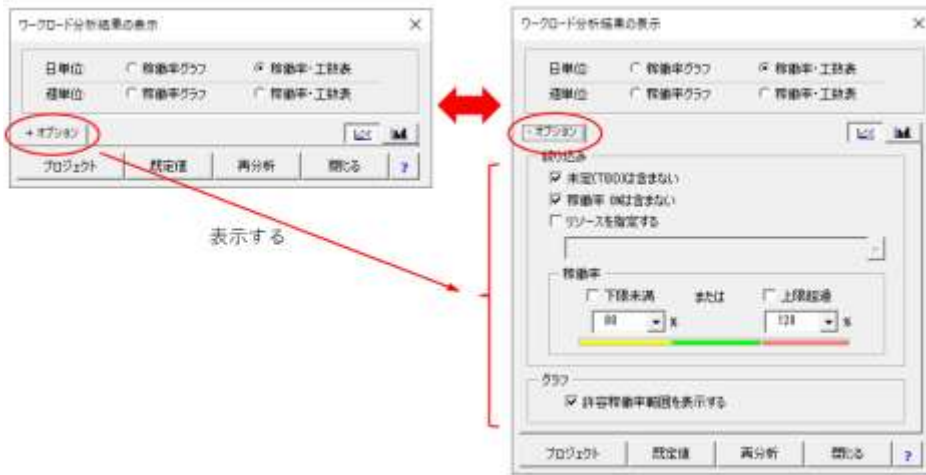 ワークロード分析結果の表示 ×
日単位 稼働率グラフ 稼働率・工数表
週単位 稼働率グラフ 稼働率・工数表
+ オプション
プロジェクト 既定値 再分析 閉じる ?
表示する
ワークロード分析結果の表示 ×
日単位 稼働率グラフ 稼働率・工数表
週単位 稼働率グラフ 稼働率・工数表
- オプション
絞り込み
未定(TBD)は含まない
稼働率 0%は含まない
リソースを指定する
稼働率
下限未満 または 上限超過
80 % 120 %
グラフ
許容稼働率範囲を表示する
プロジェクト 既定値 再分析 閉じる ?